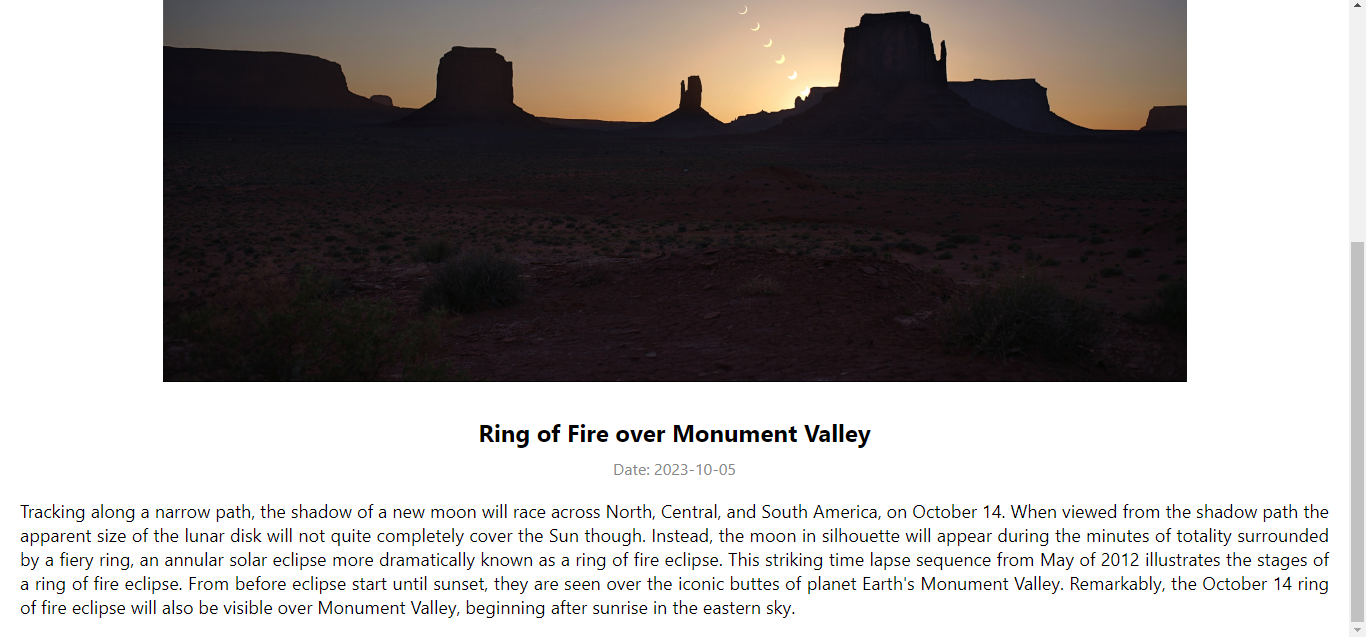 Ring of Fire over Monument Valley
Date: 2023-10-05
Tracking along a narrow path, the shadow of a new moon will race across North, Central, and South America, on October 14. When viewed from the shadow path the
apparent size of the lunar disk will not quite completely cover the Sun though. Instead, the moon in silhouette will appear during the minutes of totality surrounded
by a fiery ring, an annular solar eclipse more dramatically known as a ring of fire eclipse. This striking time lapse sequence from May of 2012 illustrates the stages of
a ring of fire eclipse. From before eclipse start until sunset, they are seen over the iconic buttes of planet Earth's Monument Valley. Remarkably, the October 14 ring
of fire eclipse will also be visible over Monument Valley, beginning after sunrise in the eastern sky.